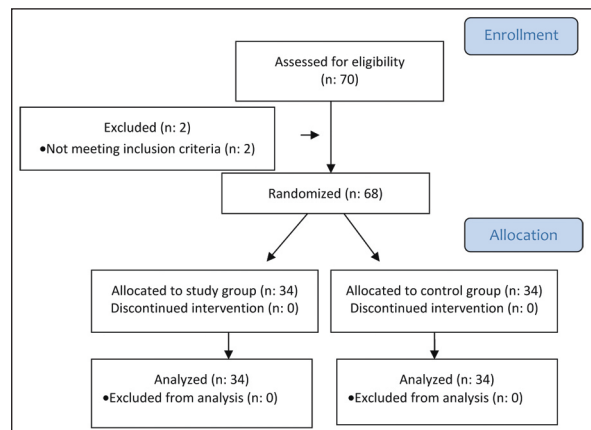 Enrollment
Assessed for eligibility
(n: 70)
Excluded (n: 2)
●Not meeting inclusion criteria (n: 2)
Randomized (n: 68)
Allocation
Allocated to study group (n: 34)
Discontinued intervention (n: 0)
Allocated to control group (n: 34)
Discontinued intervention (n: 0)
Analyzed (n: 34)
●Excluded from analysis (n: 0)
Analyzed (n: 34)
●Excluded from analysis (n: 0)